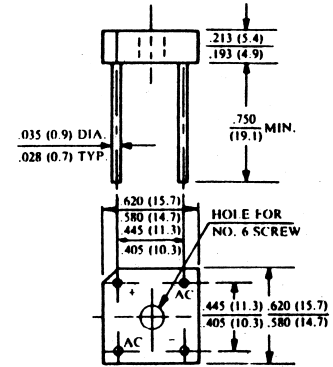 .213 (5.4)
.193 (4.9)
.750 MIN.
(19.1)
.035 (0.9) DIA.
.028 (0.7) TYP.
.620 (15.7)
.580 (14.7)
.445 (11.3)
.405 (10.3)
HOLE FOR
NO. 6 SCREW
+ AC
AC -
.445 (11.3) .620 (15.7)
.405 (10.3) .580 (14.7)